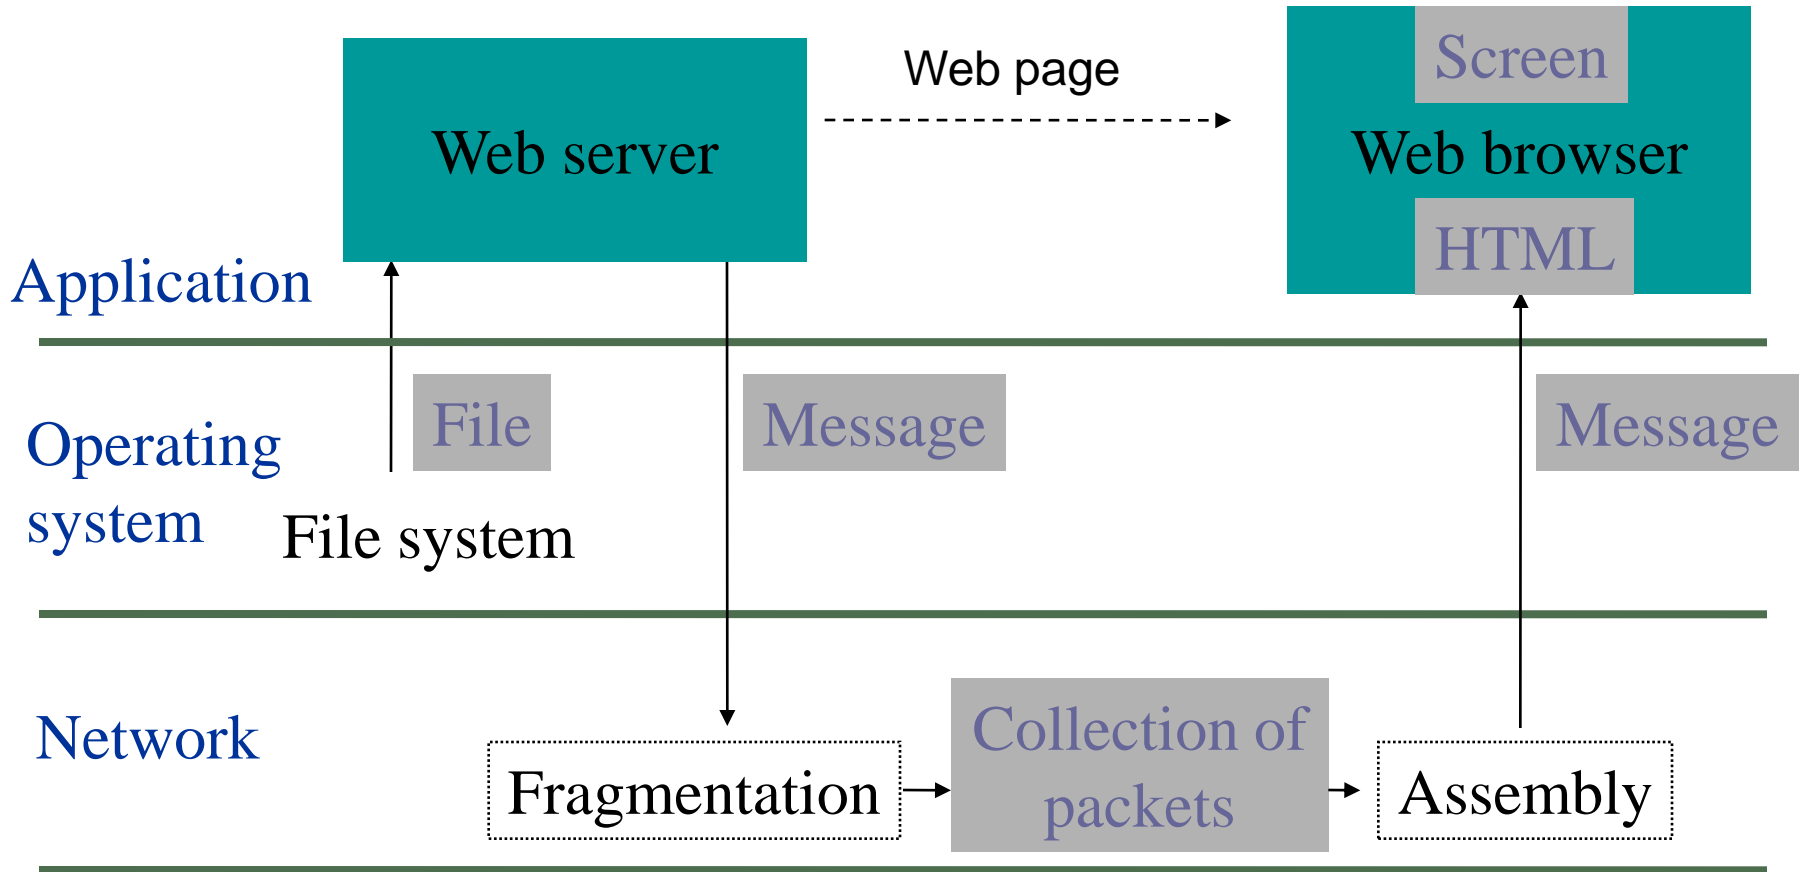 Web page
Screen
Web server
Web browser
HTML
Application
File
Message
Message
Operating
system
File system
Network
Collection of
packets
Fragmentation
Assembly